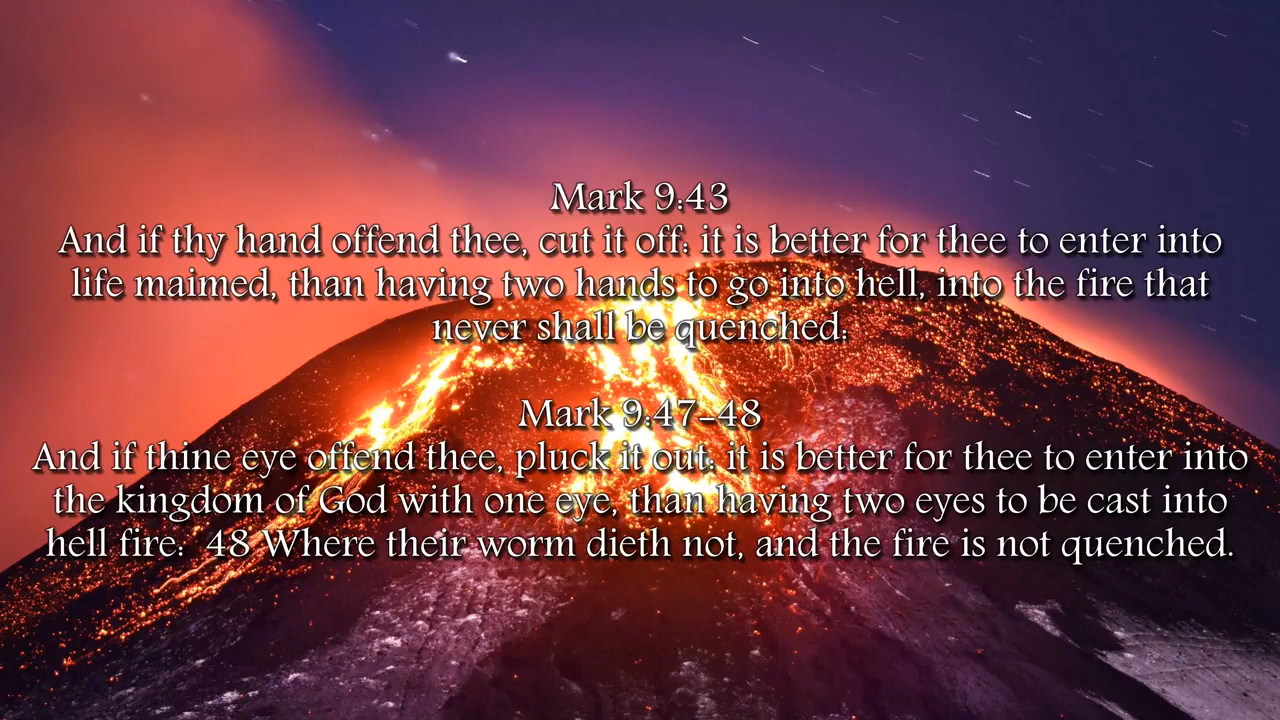 Mark 9:43
And if thy hand offend thee, cut it off: it is better for thee to enter into
life maimed, than having two hands to go into hell, into the fire that
never shall be quenched:
Mark 9:47-48
And if thine eye offend thee, pluck it out: it is better for thee to enter into
the kingdom of God with one eye, than having two eyes to be cast into
hell fire:  48 Where their worm dieth not, and the fire is not quenched.